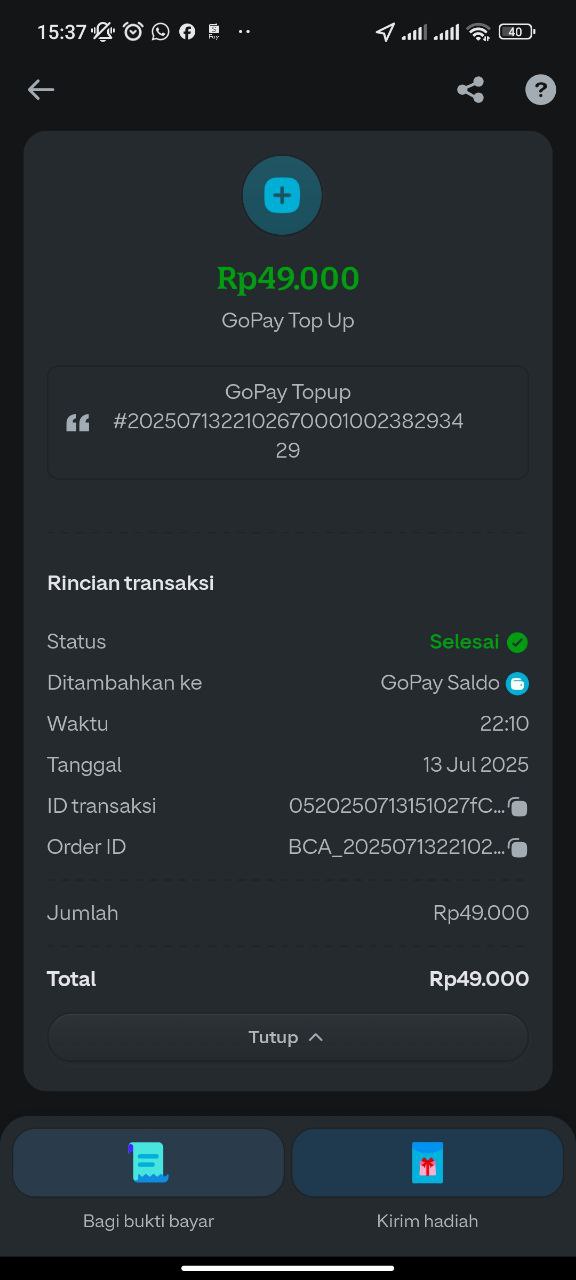 15:37
40
Rp49.000
GoPay Top Up
GoPay Topup
#2025071322102670001002382934
29
Rincian transaksi
Status Selesai
Ditambahkan ke GoPay Saldo
Waktu 22:10
Tanggal 13 Jul 2025
ID transaksi 0520250713151027fC...
Order ID BCA_2025071322102...
Jumlah Rp49.000
Total Rp49.000
Tutup
Bagi bukti bayar Kirim hadiah